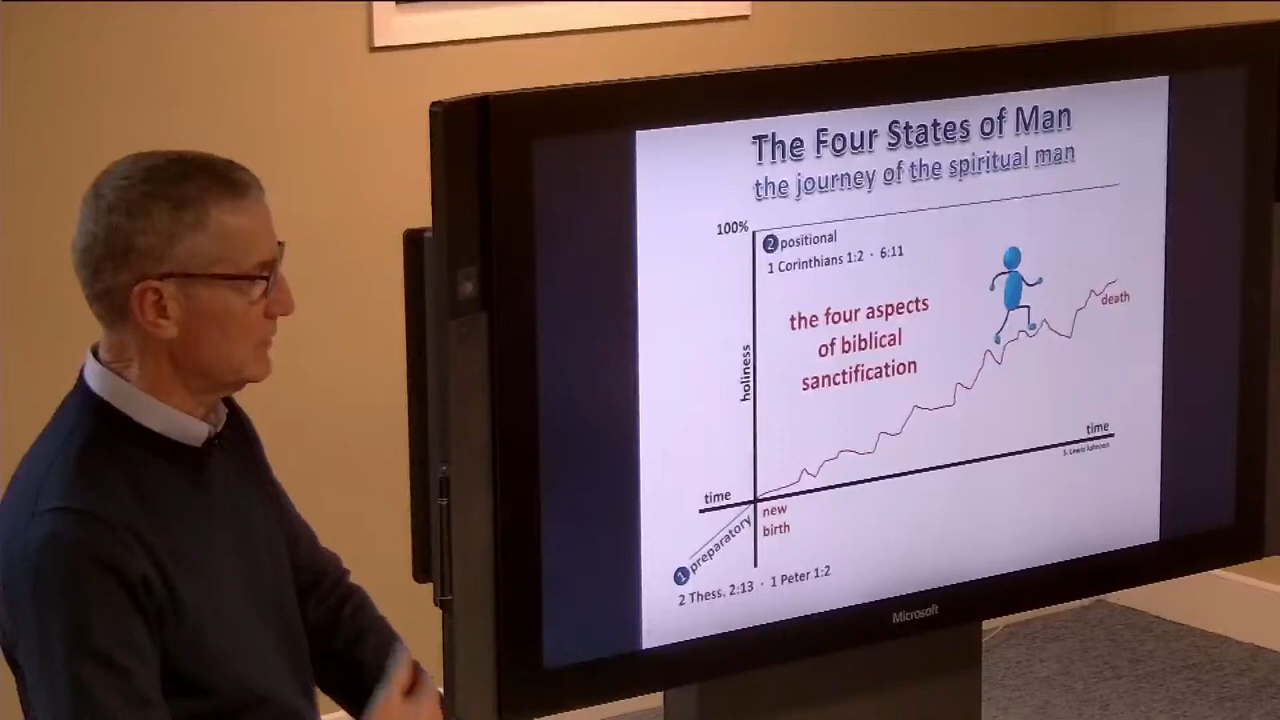 The Four States of Man
the journey of the spiritual man
100%
2 positional
1 Corinthians 1:2 · 6:11
the four aspects
of biblical
sanctification
holiness
death
time
S. Lewis Johnson
time
new
birth
1 preparatory
2 Thess. 2:13 · 1 Peter 1:2
Microsoft